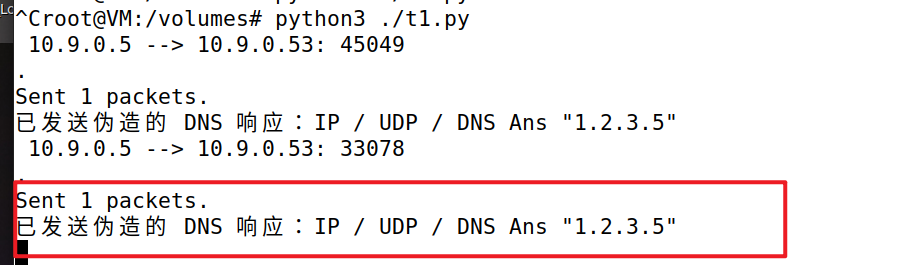 Lo
^Croot@VM:/volumes# python3 ./t1.py
10.9.0.5 --> 10.9.0.53: 45049
.
Sent 1 packets.
已发送伪造的 DNS 响应：IP / UDP / DNS Ans "1.2.3.5"
10.9.0.5 --> 10.9.0.53: 33078
.
Sent 1 packets.
已发送伪造的 DNS 响应：IP / UDP / DNS Ans "1.2.3.5"